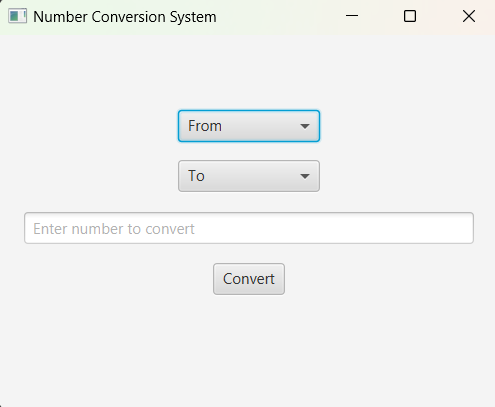 Number Conversion System
From
To
Enter number to convert
Convert